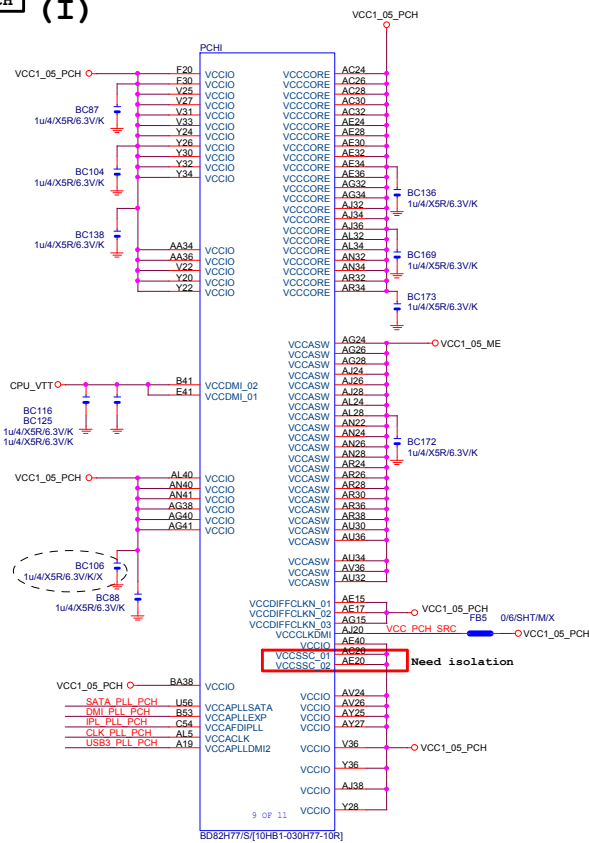 (I)
VCC1_05_PCH
PCHI
VCC1_05_PCH
F20 VCCIO
F30 VCCIO
V25 VCCIO
V27 VCCIO
V31 VCCIO
V33 VCCIO
Y24 VCCIO
Y26 VCCIO
Y30 VCCIO
Y32 VCCIO
Y34 VCCIO
BC87
1u/4/X5R/6.3V/K
BC104
1u/4/X5R/6.3V/K
BC138
1u/4/X5R/6.3V/K
AA34 VCCIO
AA36 VCCIO
V22 VCCIO
Y20 VCCIO
Y22 VCCIO
VCCCORE AC24
VCCCORE AC26
VCCCORE AC28
VCCCORE AC30
VCCCORE AC32
VCCCORE AE24
VCCCORE AE28
VCCCORE AE30
VCCCORE AE32
VCCCORE AE34
VCCCORE AE36
VCCCORE AG32
VCCCORE AG34
VCCCORE AJ32
VCCCORE AJ34
VCCCORE AJ36
VCCCORE AL32
VCCCORE AL34
VCCCORE AN32
VCCCORE AN34
VCCCORE AR32
VCCCORE AR34
BC136
1u/4/X5R/6.3V/K
BC169
1u/4/X5R/6.3V/K
BC173
1u/4/X5R/6.3V/K
CPU_VTT
B41 VCCDMI_02
E41 VCCDMI_01
BC116
BC125
1u/4/X5R/6.3V/K
1u/4/X5R/6.3V/K
VCCASW AG24
VCCASW AG26
VCCASW AG28
VCCASW AJ24
VCCASW AJ26
VCCASW AJ28
VCCASW AL24
VCCASW AL28
VCCASW AN22
VCCASW AN24
VCCASW AN26
VCCASW AN28
VCCASW AR24
VCCASW AR26
VCCASW AR28
VCCASW AR30
VCCASW AR36
VCCASW AR38
VCCASW AU30
VCCASW AU36
VCCASW AU34
VCCASW AV36
VCCASW AU32
VCC1_05_ME
BC172
1u/4/X5R/6.3V/K
VCC1_05_PCH
AL40 VCCIO
AN40 VCCIO
AN41 VCCIO
AG38 VCCIO
AG40 VCCIO
AG41 VCCIO
BC106
1u/4/X5R/6.3V/K/X
BC88
1u/4/X5R/6.3V/K
VCCDIFFCLKN_01 AE15
VCCDIFFCLKN_02 AE17
VCCDIFFCLKN_03 AG15
VCCCLKDMI AJ20
VCCIO AE40
VCCSSC_01 AC20
VCCSSC_02 AE20
VCC1_05_PCH
VCC_PCH_SRC
FB5 0/6/SHT/M/X
VCC1_05_PCH
Need isolation
VCC1_05_PCH
BA38 VCCIO
SATA_PLL_PCH U56 VCCAPLLSATA
DMI_PLL_PCH B53 VCCAPLLEXP
IPL_PLL_PCH C54 VCCAFDIPLL
CLK_PLL_PCH AL5 VCCACLK
USB3_PLL_PCH A19 VCCAPLLDMI2
VCCIO AV24
VCCIO AV26
VCCIO AY25
VCCIO AY27
VCCIO V36
VCC1_05_PCH
VCCIO Y36
VCCIO AJ38
VCCIO Y28
9 OF 11
BD82H77/S/[10HB1-030H77-10R]